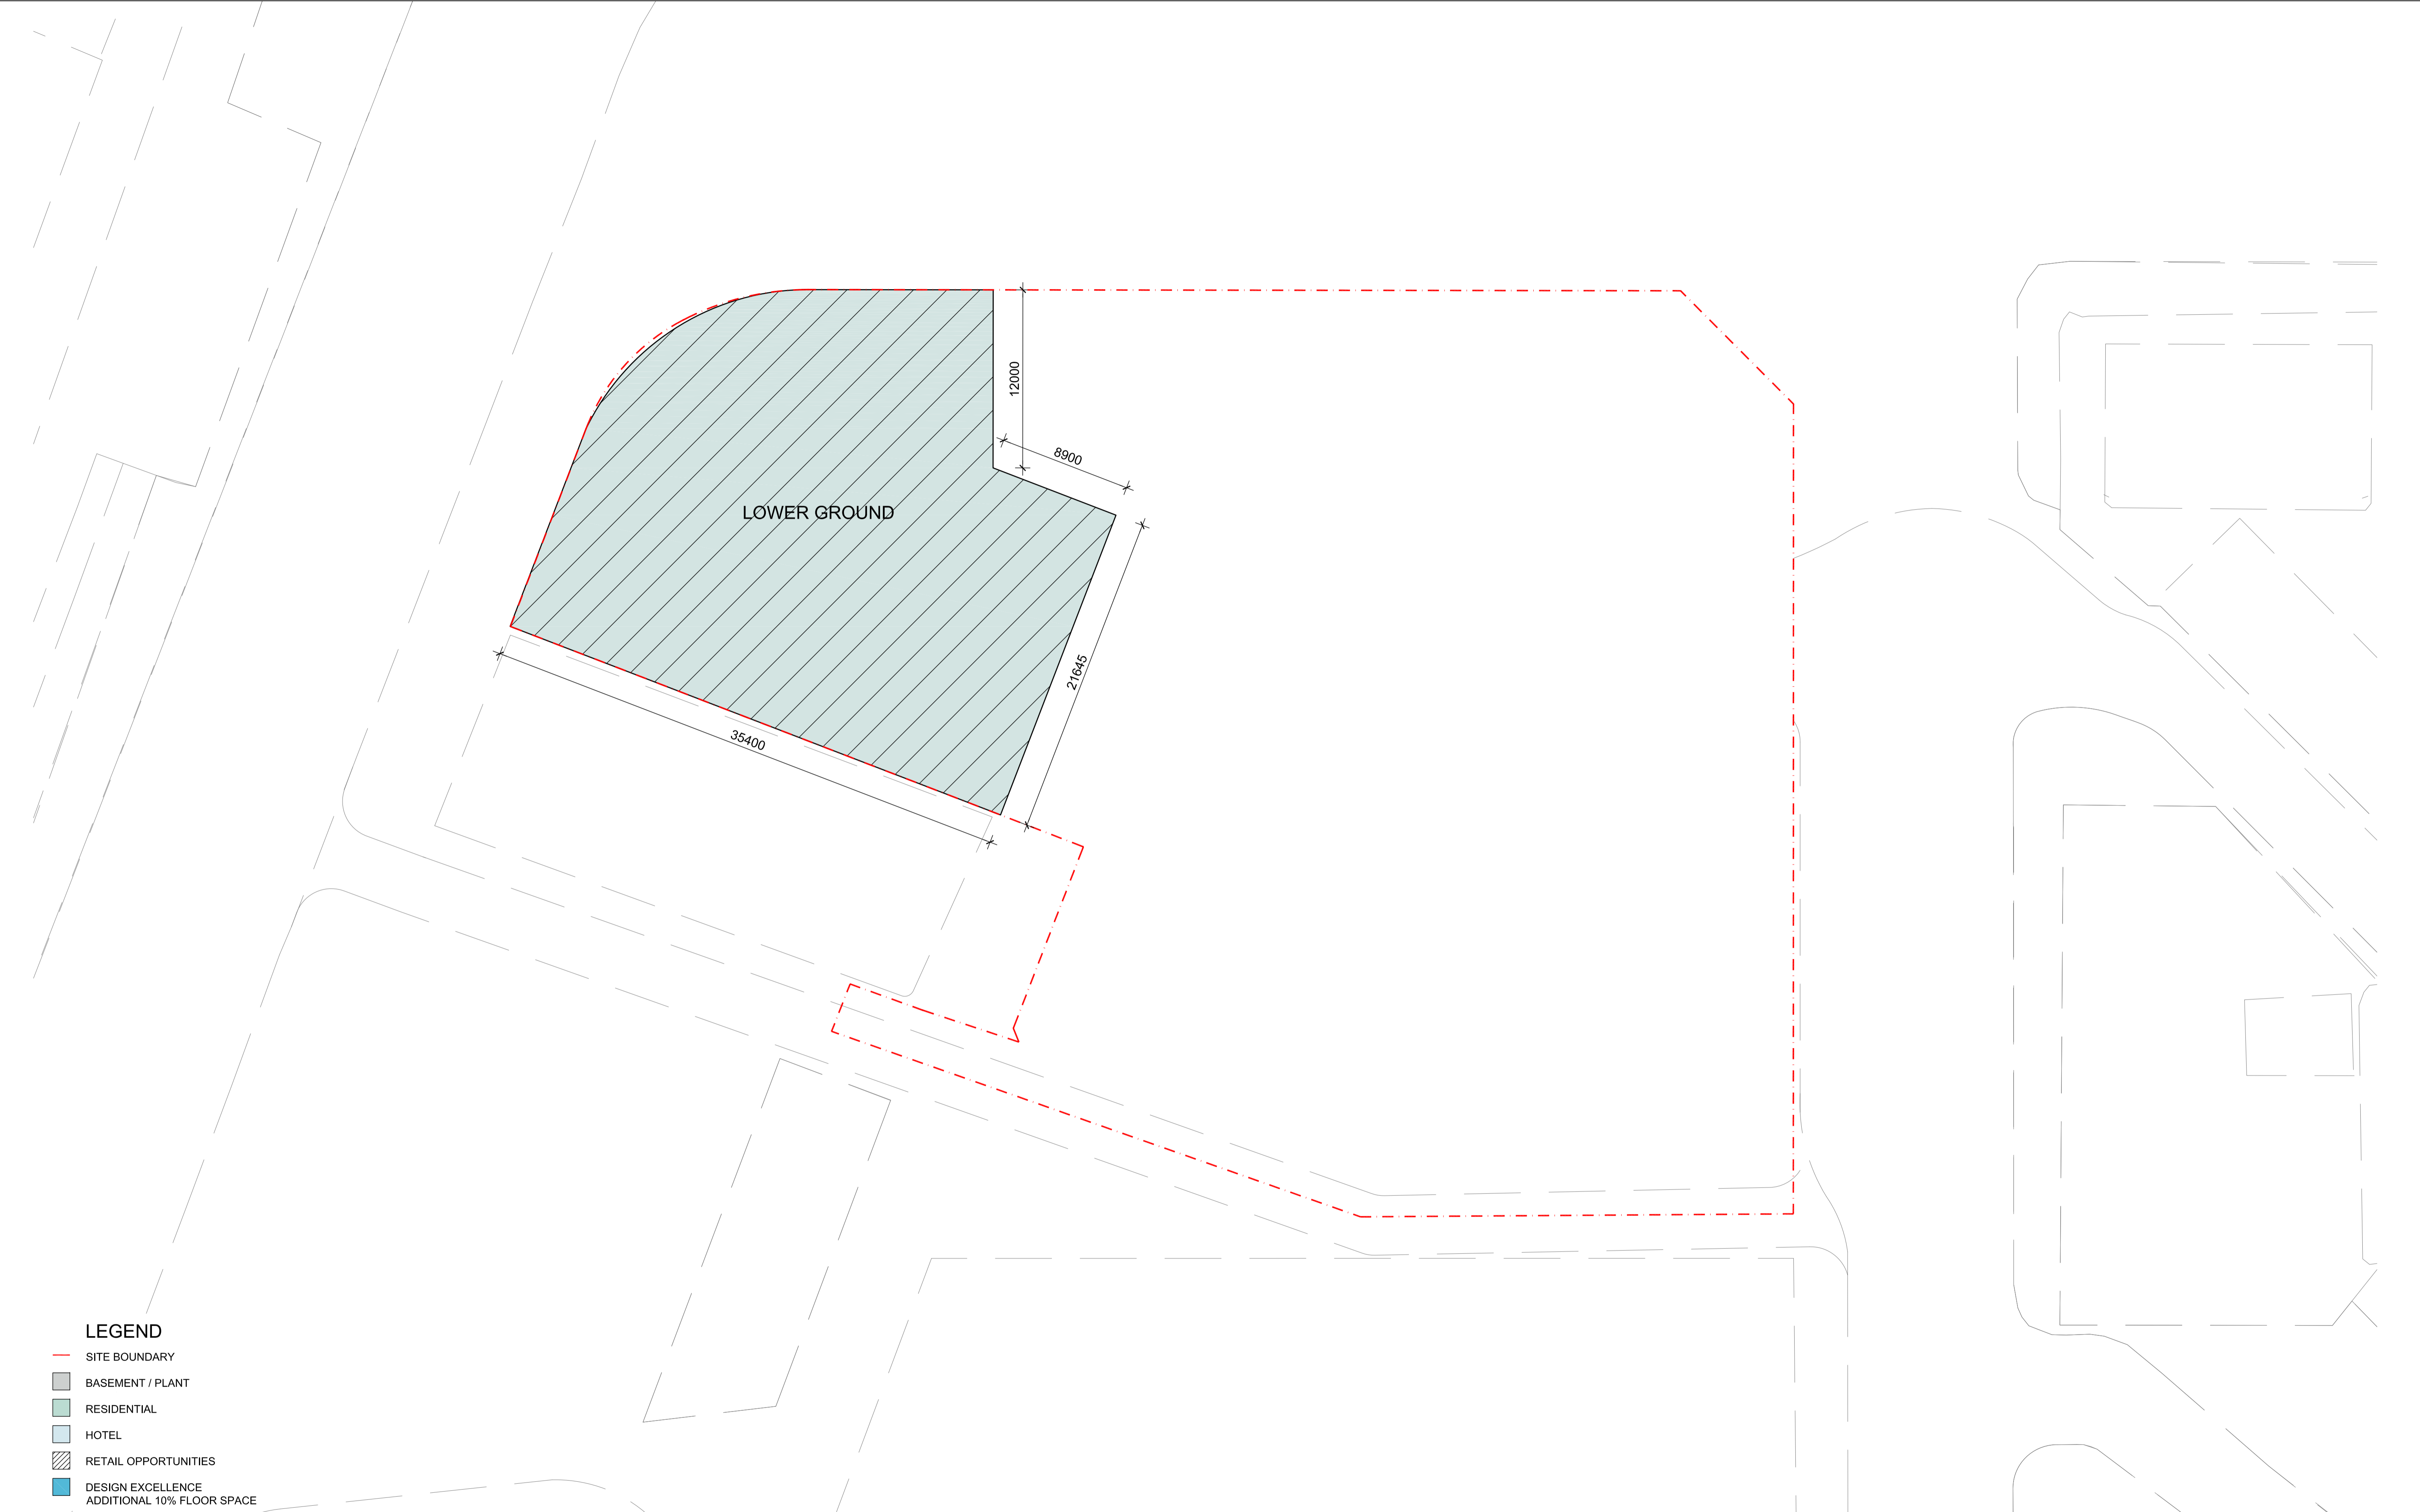 12000
8900
LOWER GROUND
21645
35400
LEGEND
SITE BOUNDARY
BASEMENT / PLANT
RESIDENTIAL
HOTEL
RETAIL OPPORTUNITIES
DESIGN EXCELLENCE
ADDITIONAL 10% FLOOR SPACE